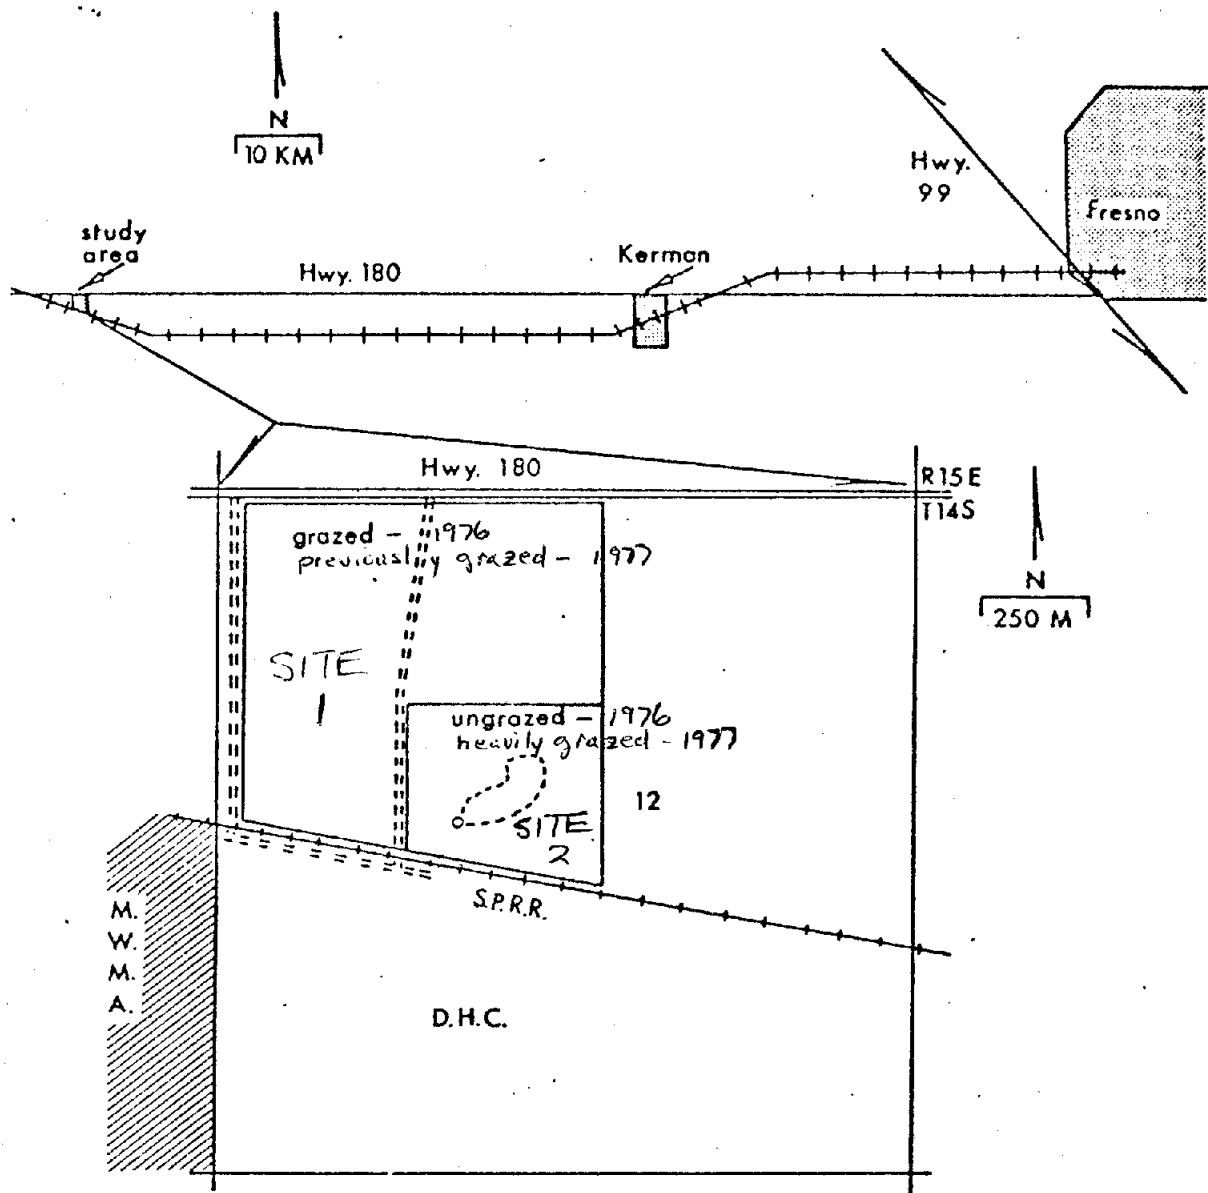 N
10 KM
Hwy.
99
Fresno
study
area
Hwy. 180
Kerman
Hwy. 180
R15E
T14S
grazed – 1976
previously grazed – 1977
N
250 M
SITE
1
ungrazed – 1976
heavily grazed - 1977
12
SITE
2
S.P.R.R.
M.
W.
M.
A.
D.H.C.